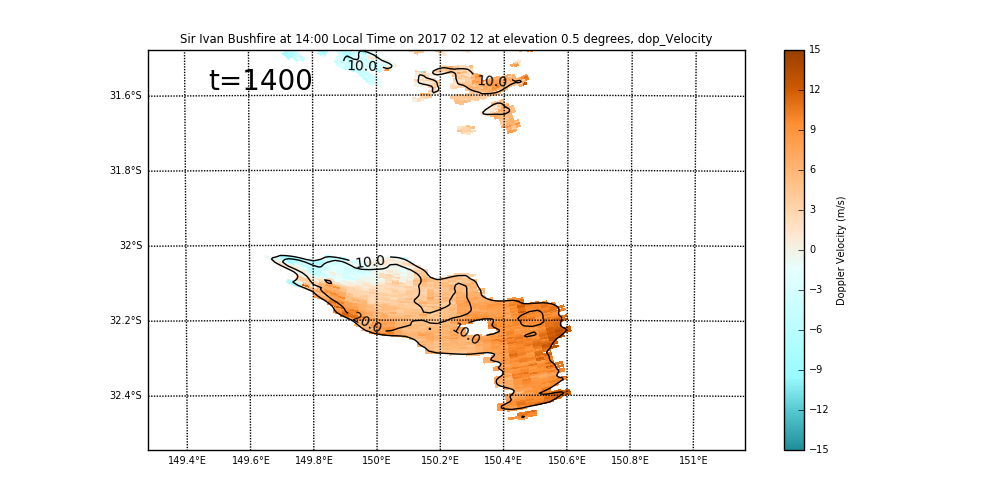 Sir Ivan Bushfire at 14:00 Local Time on 2017 02 12 at elevation 0.5 degrees, dop_Velocity
t=1400
10.0
10.0
31.6°S
31.8°S
32°S
32.2°S
32.4°S
10.0
20.0
10.0
149.4°E 149.6°E 149.8°E 150°E 150.2°E 150.4°E 150.6°E 150.8°E 151°E
15
12
9
6
3
0
−3
−6
−9
−12
−15
Doppler Velocity (m/s)